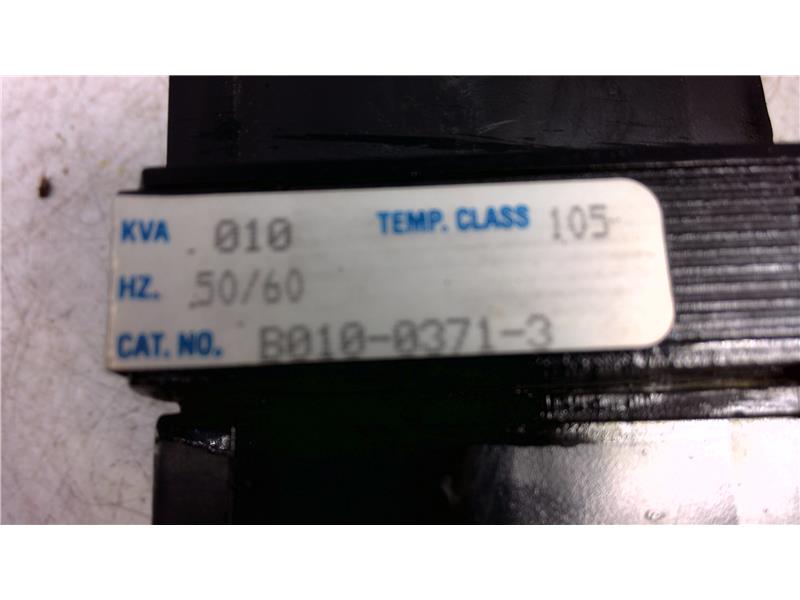 KVA .010 TEMP. CLASS 105
HZ. 50/60
CAT. NO. B010-0371-3